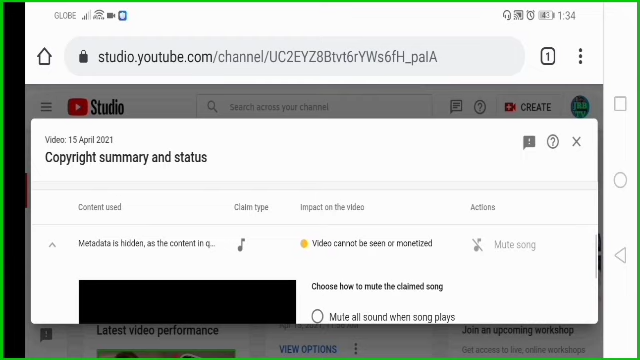 GLOBE 43 1:34
studio.youtube.com/channel/UC2EYZ8Btvt6rYWs6fH_paIA 1
Studio Search across your channel CREATE
Video: 15 April 2021
Copyright summary and status
Content used Claim type Impact on the video Actions
Metadata is hidden, as the content in q... Video cannot be seen or monetized Mute song
Choose how to mute the claimed song
Mute all sound when song plays
Latest video performance Join an upcoming workshop
VIEW OPTIONS Get access to live, online workshops